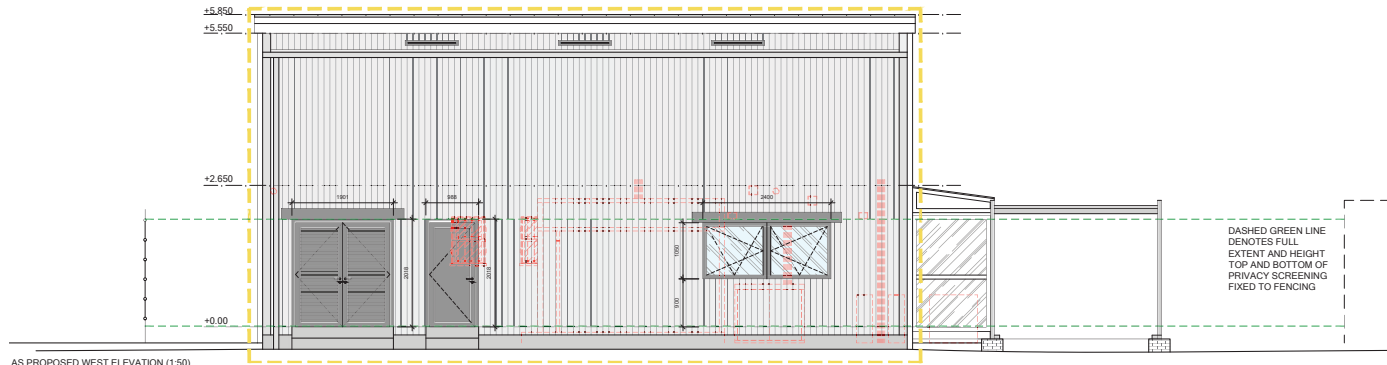 +5.850
+5.550
+2.650
1901
988
2400
2018
2018
1050
900
+0.00
DASHED GREEN LINE
DENOTES FULL
EXTENT AND HEIGHT
TOP AND BOTTOM OF
PRIVACY SCREENING
FIXED TO FENCING
AS PROPOSED WEST ELEVATION (1:50)